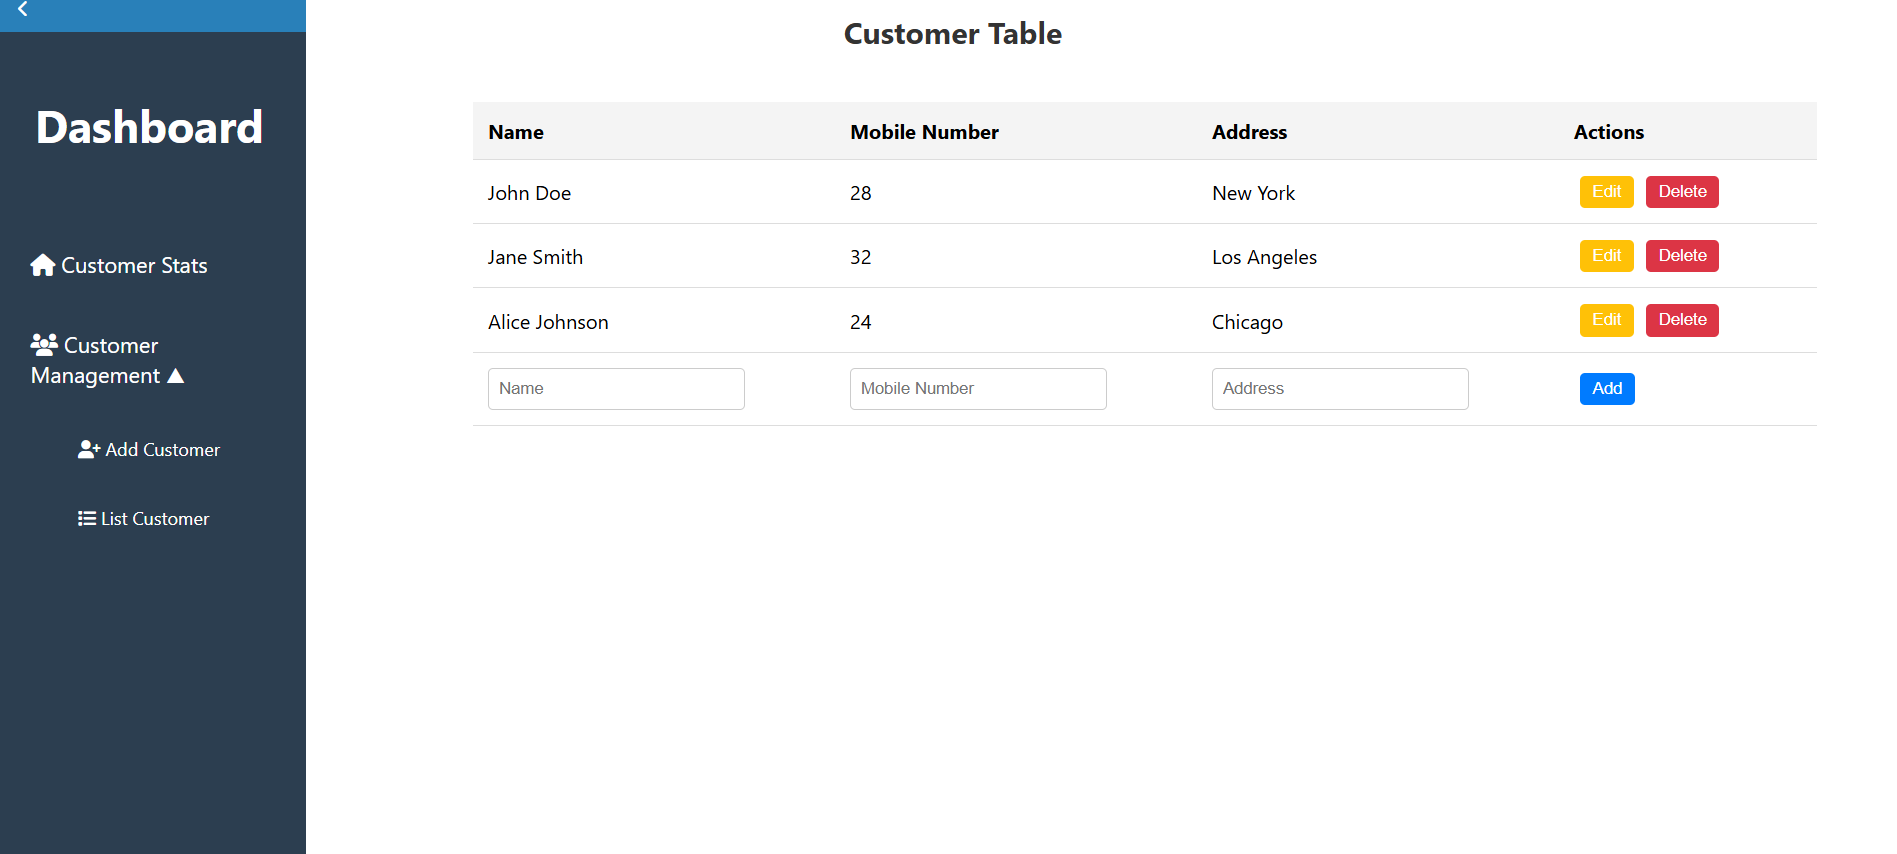 Dashboard
Customer Stats
Customer
Management ▲
Add Customer
List Customer
Customer Table
Name Mobile Number Address Actions
John Doe 28 New York Edit Delete
Jane Smith 32 Los Angeles Edit Delete
Alice Johnson 24 Chicago Edit Delete
Name Mobile Number Address Add